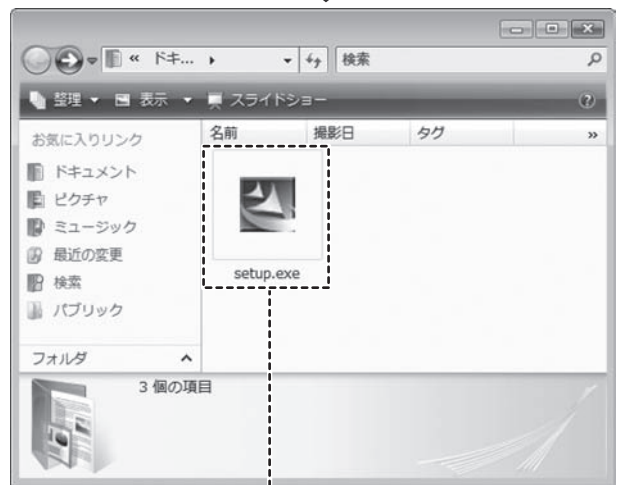 « ドキ...
検索
整理
表示
スライドショー
お気に入りリンク
名前
撮影日
タグ
»
ドキュメント
ピクチャ
ミュージック
最近の変更
検索
パブリック
setup.exe
フォルダ
3 個の項目